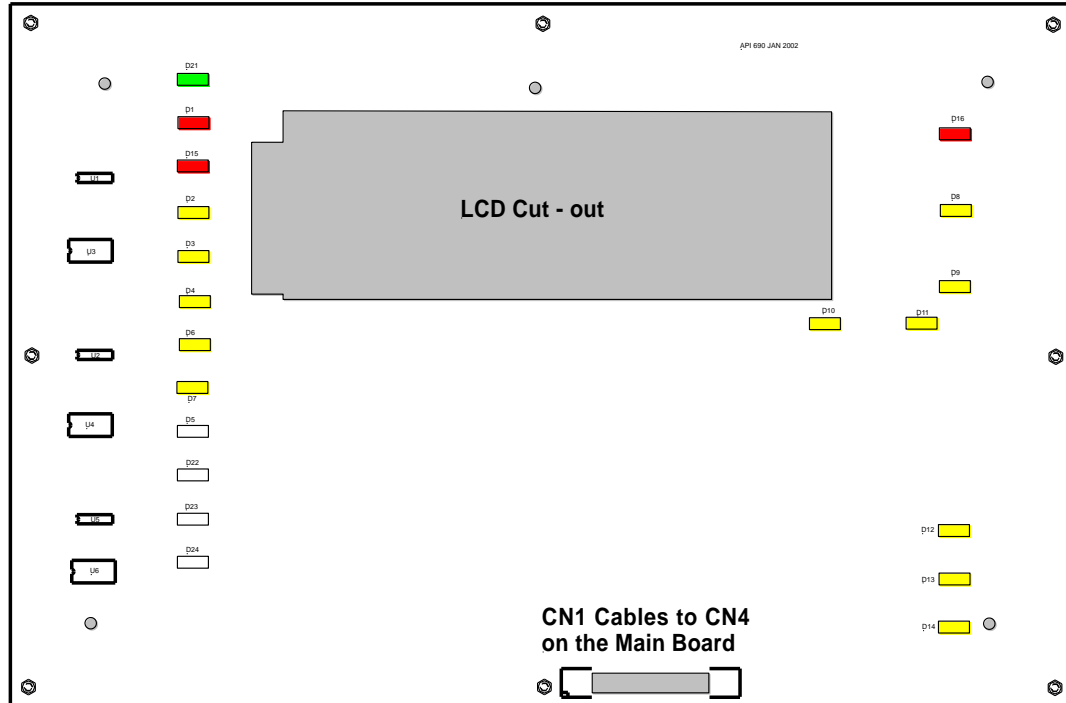 API 690 JAN 2002
D21
D1
D16
D15
U1
D2
D8
LCD Cut - out
D3
U3
D9
D4
D10
D11
D6
U2
D7
D5
U4
D22
D23
U5
D12
D24
U6
D13
CN1 Cables to CN4
on the Main Board
D14